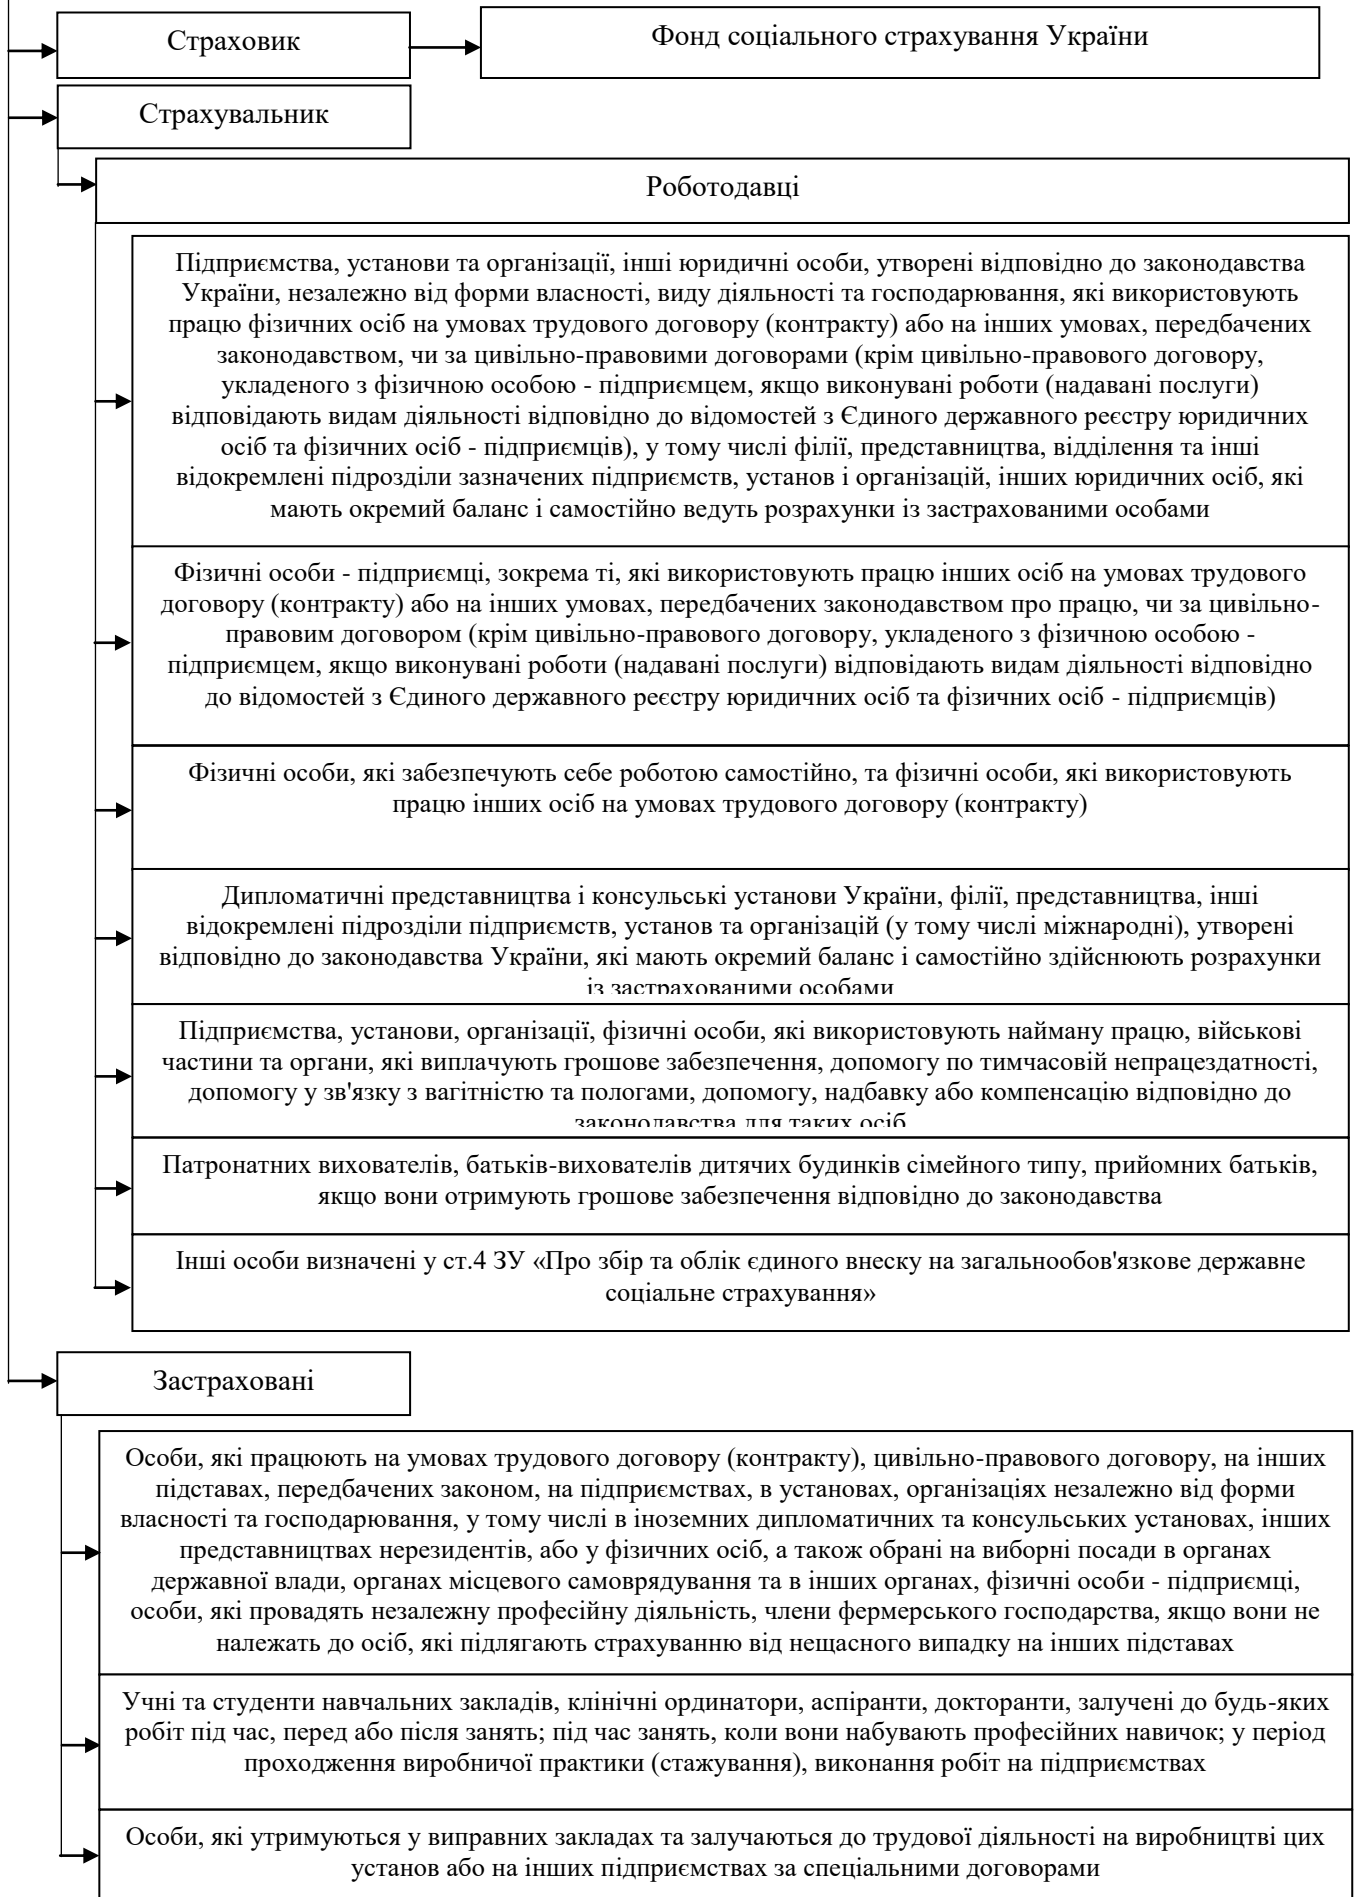 Страховик
Фонд соціального страхування України
Страхувальник
Роботодавці
Підприємства, установи та організації, інші юридичні особи, утворені відповідно до законодавства
України, незалежно від форми власності, виду діяльності та господарювання, які використовують
працю фізичних осіб на умовах трудового договору (контракту) або на інших умовах, передбачених
законодавством, чи за цивільно-правовими договорами (крім цивільно-правового договору,
укладеного з фізичною особою - підприємцем, якщо виконувані роботи (надавані послуги)
відповідають видам діяльності відповідно до відомостей з Єдиного державного реєстру юридичних
осіб та фізичних осіб - підприємців), у тому числі філії, представництва, відділення та інші
відокремлені підрозділи зазначених підприємств, установ і організацій, інших юридичних осіб, які
мають окремий баланс і самостійно ведуть розрахунки із застрахованими особами
Фізичні особи - підприємці, зокрема ті, які використовують працю інших осіб на умовах трудового
договору (контракту) або на інших умовах, передбачених законодавством про працю, чи за цивільно-
правовим договором (крім цивільно-правового договору, укладеного з фізичною особою -
підприємцем, якщо виконувані роботи (надавані послуги) відповідають видам діяльності відповідно
до відомостей з Єдиного державного реєстру юридичних осіб та фізичних осіб - підприємців)
Фізичні особи, які забезпечують себе роботою самостійно, та фізичні особи, які використовують
працю інших осіб на умовах трудового договору (контракту)
Дипломатичні представництва і консульські установи України, філії, представництва, інші
відокремлені підрозділи підприємств, установ та організацій (у тому числі міжнародні), утворені
відповідно до законодавства України, які мають окремий баланс і самостійно здійснюють розрахунки
із застрахованими особами
Підприємства, установи, організації, фізичні особи, які використовують найману працю, військові
частини та органи, які виплачують грошове забезпечення, допомогу по тимчасовій непрацездатності,
допомогу у зв'язку з вагітністю та пологами, допомогу, надбавку або компенсацію відповідно до
законодавства для таких осіб
Патронатних вихователів, батьків-вихователів дитячих будинків сімейного типу, прийомних батьків,
якщо вони отримують грошове забезпечення відповідно до законодавства
Інші особи визначені у ст.4 ЗУ «Про збір та облік єдиного внеску на загальнообов'язкове державне
соціальне страхування»
Застраховані
Особи, які працюють на умовах трудового договору (контракту), цивільно-правового договору, на інших
підставах, передбачених законом, на підприємствах, в установах, організаціях незалежно від форми
власності та господарювання, у тому числі в іноземних дипломатичних та консульських установах, інших
представництвах нерезидентів, або у фізичних осіб, а також обрані на виборні посади в органах
державної влади, органах місцевого самоврядування та в інших органах, фізичні особи - підприємці,
особи, які провадять незалежну професійну діяльність, члени фермерського господарства, якщо вони не
належать до осіб, які підлягають страхуванню від нещасного випадку на інших підставах
Учні та студенти навчальних закладів, клінічні ординатори, аспіранти, докторанти, залучені до будь-яких
робіт під час, перед або після занять; під час занять, коли вони набувають професійних навичок; у період
проходження виробничої практики (стажування), виконання робіт на підприємствах
Особи, які утримуються у виправних закладах та залучаються до трудової діяльності на виробництві цих
установ або на інших підприємствах за спеціальними договорами